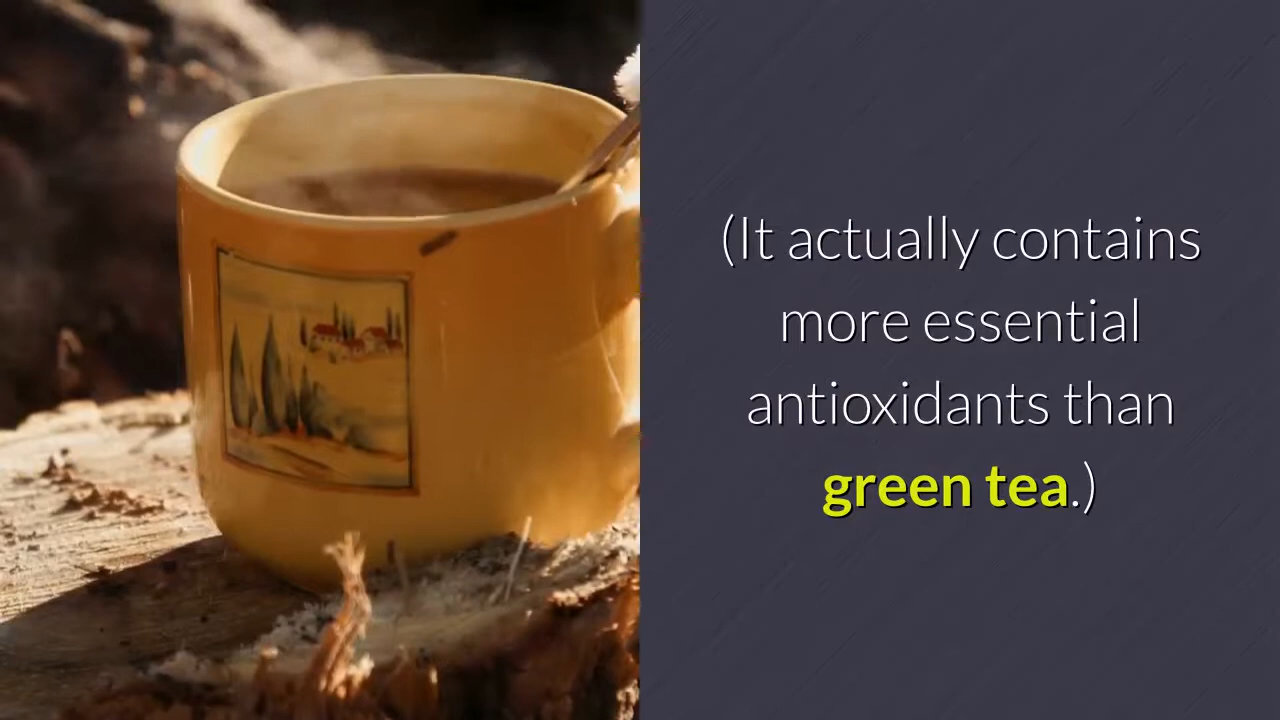 (It actually contains
more essential
antioxidants than
green tea.)